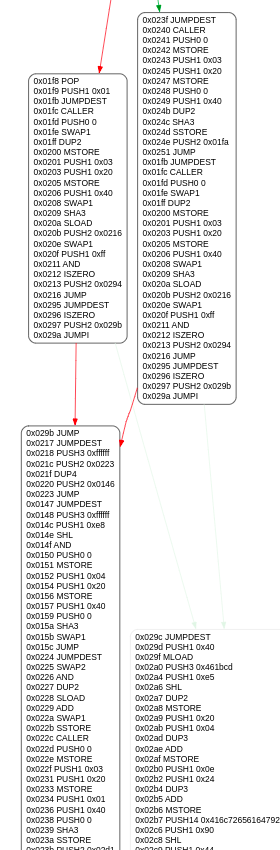 0x01f8 POP
0x01f9 PUSH1 0x01
0x01fb JUMPDEST
0x01fc CALLER
0x01fd PUSH0 0
0x01fe SWAP1
0x01ff DUP2
0x0200 MSTORE
0x0201 PUSH1 0x03
0x0203 PUSH1 0x20
0x0205 MSTORE
0x0206 PUSH1 0x40
0x0208 SWAP1
0x0209 SHA3
0x020a SLOAD
0x020b PUSH2 0x0216
0x020e SWAP1
0x020f PUSH1 0xff
0x0211 AND
0x0212 ISZERO
0x0213 PUSH2 0x0294
0x0216 JUMP
0x0295 JUMPDEST
0x0296 ISZERO
0x0297 PUSH2 0x029b
0x029a JUMPI
0x023f JUMPDEST
0x0240 CALLER
0x0241 PUSH0 0
0x0242 MSTORE
0x0243 PUSH1 0x03
0x0245 PUSH1 0x20
0x0247 MSTORE
0x0248 PUSH0 0
0x0249 PUSH1 0x40
0x024b DUP2
0x024c SHA3
0x024d SSTORE
0x024e PUSH2 0x01fa
0x0251 JUMP
0x01fb JUMPDEST
0x01fc CALLER
0x01fd PUSH0 0
0x01fe SWAP1
0x01ff DUP2
0x0200 MSTORE
0x0201 PUSH1 0x03
0x0203 PUSH1 0x20
0x0205 MSTORE
0x0206 PUSH1 0x40
0x0208 SWAP1
0x0209 SHA3
0x020a SLOAD
0x020b PUSH2 0x0216
0x020e SWAP1
0x020f PUSH1 0xff
0x0211 AND
0x0212 ISZERO
0x0213 PUSH2 0x0294
0x0216 JUMP
0x0295 JUMPDEST
0x0296 ISZERO
0x0297 PUSH2 0x029b
0x029a JUMPI
0x029b JUMP
0x0217 JUMPDEST
0x0218 PUSH3 0xffffff
0x021c PUSH2 0x0223
0x021f DUP4
0x0220 PUSH2 0x0146
0x0223 JUMP
0x0147 JUMPDEST
0x0148 PUSH3 0xffffff
0x014c PUSH1 0xe8
0x014e SHL
0x014f AND
0x0150 PUSH0 0
0x0151 MSTORE
0x0152 PUSH1 0x04
0x0154 PUSH1 0x20
0x0156 MSTORE
0x0157 PUSH1 0x40
0x0159 PUSH0 0
0x015a SHA3
0x015b SWAP1
0x015c JUMP
0x0224 JUMPDEST
0x0225 SWAP2
0x0226 AND
0x0227 DUP2
0x0228 SLOAD
0x0229 ADD
0x022a SWAP1
0x022b SSTORE
0x022c CALLER
0x022d PUSH0 0
0x022e MSTORE
0x022f PUSH1 0x03
0x0231 PUSH1 0x20
0x0233 MSTORE
0x0234 PUSH1 0x01
0x0236 PUSH1 0x40
0x0238 PUSH0 0
0x0239 SHA3
0x023a SSTORE
0x023b PUSH2 0x02d1
0x029c JUMPDEST
0x029d PUSH1 0x40
0x029f MLOAD
0x02a0 PUSH3 0x461bcd
0x02a4 PUSH1 0xe5
0x02a6 SHL
0x02a7 DUP2
0x02a8 MSTORE
0x02a9 PUSH1 0x20
0x02ab PUSH1 0x04
0x02ad DUP3
0x02ae ADD
0x02af MSTORE
0x02b0 PUSH1 0x0e
0x02b2 PUSH1 0x24
0x02b4 DUP3
0x02b5 ADD
0x02b6 MSTORE
0x02b7 PUSH14 0x416c72656164792
0x02c6 PUSH1 0x90
0x02c8 SHL
0x02c9 PUSH1 0x44